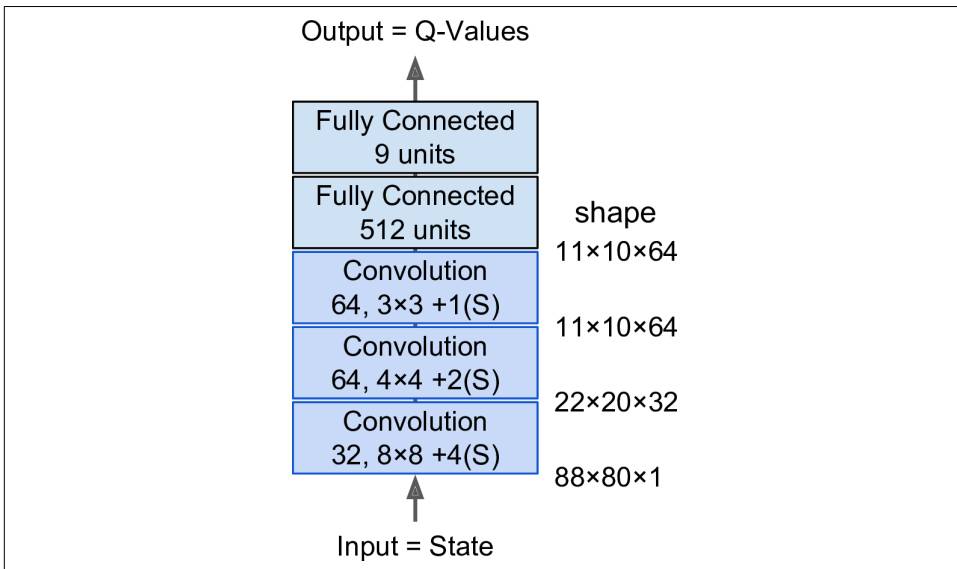 Output = Q-Values
Fully Connected
9 units
Fully Connected
512 units
shape
11×10×64
Convolution
64, 3×3 +1(S)
11×10×64
Convolution
64, 4×4 +2(S)
22×20×32
Convolution
32, 8×8 +4(S)
88×80×1
Input = State